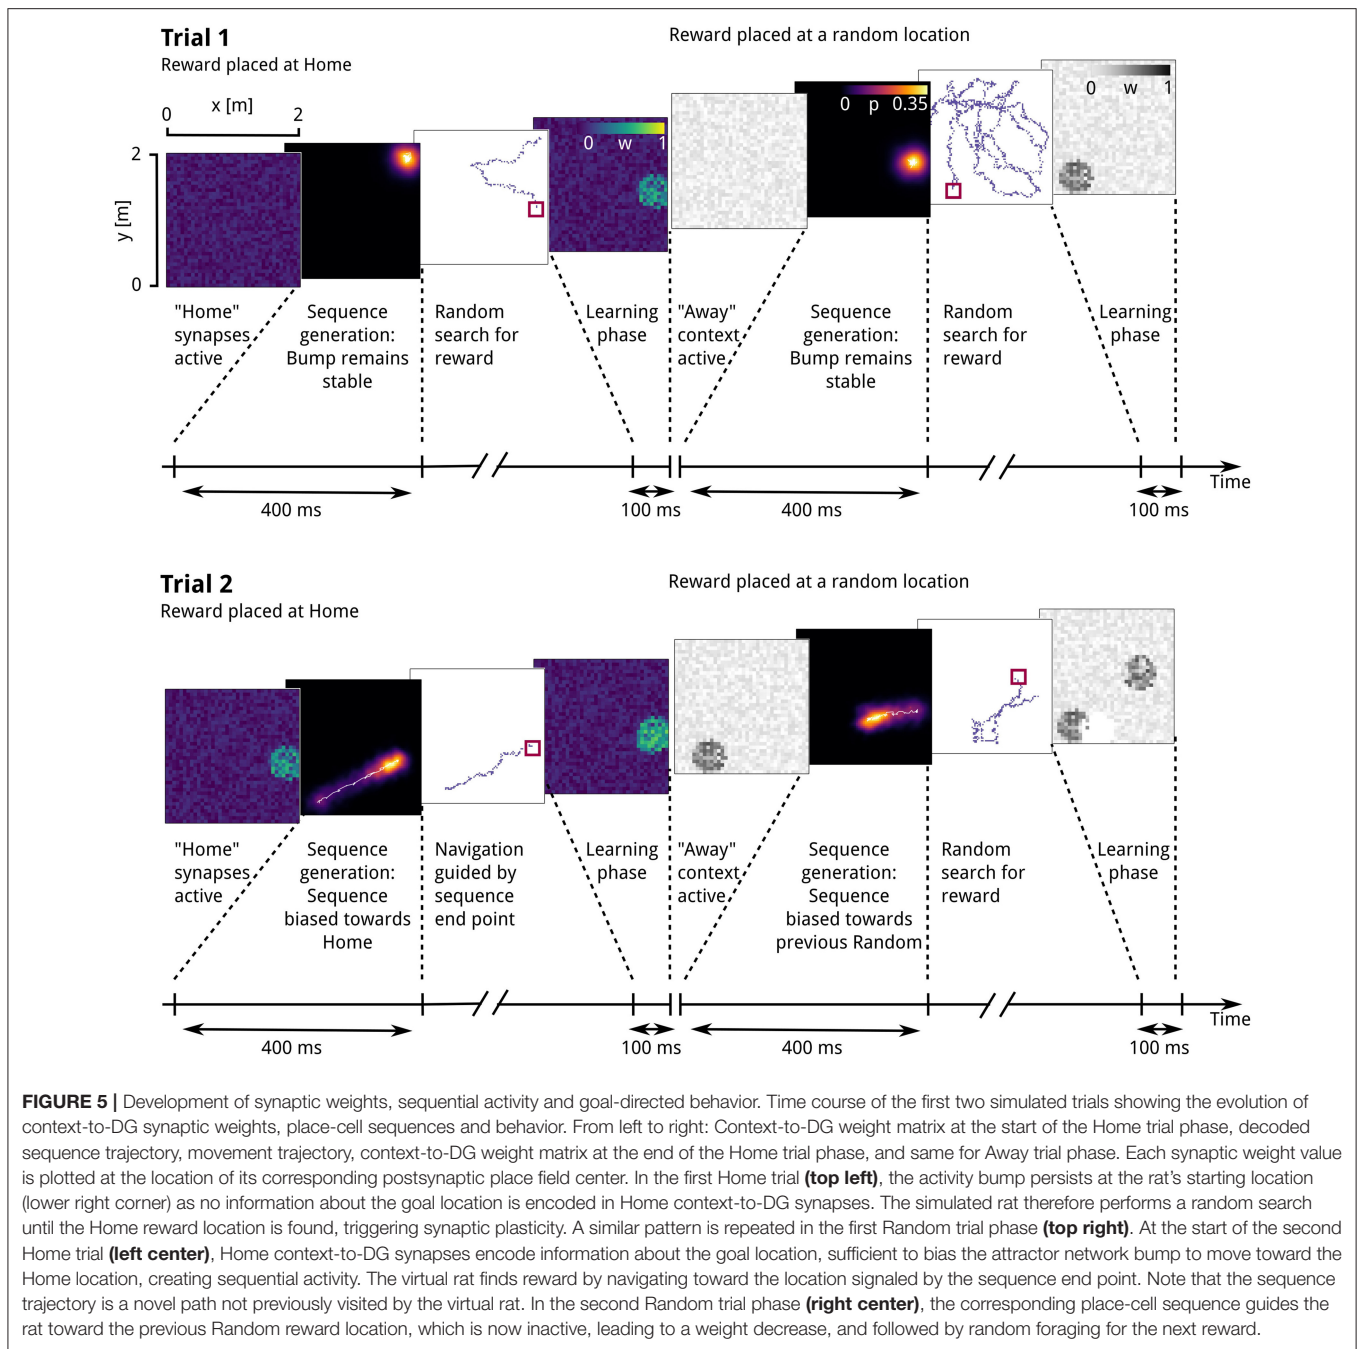 Trial 1
Reward placed at Home
Reward placed at a random location
0 x [m] 2
2
y [m]
0
0 w 1
0 p 0.35
0 w 1
"Home"
synapses
active
Sequence
generation:
Bump remains
stable
Random
search for
reward
Learning
phase
"Away"
context
active
Sequence
generation:
Bump remains
stable
Random
search for
reward
Learning
phase
Time
400 ms
100 ms
400 ms
100 ms
Trial 2
Reward placed at Home
Reward placed at a random location
"Home"
synapses
active
Sequence
generation:
Sequence
biased towards
Home
Navigation
guided by
sequence
end point
Learning
phase
"Away"
context
active
Sequence
generation:
Sequence
biased towards
previous Random
Random
search for
reward
Learning
phase
Time
400 ms
100 ms
400 ms
100 ms
FIGURE 5 | Development of synaptic weights, sequential activity and goal-directed behavior. Time course of the first two simulated trials showing the evolution of
context-to-DG synaptic weights, place-cell sequences and behavior. From left to right: Context-to-DG weight matrix at the start of the Home trial phase, decoded
sequence trajectory, movement trajectory, context-to-DG weight matrix at the end of the Home trial phase, and same for Away trial phase. Each synaptic weight value
is plotted at the location of its corresponding postsynaptic place field center. In the first Home trial (top left), the activity bump persists at the rat's starting location
(lower right corner) as no information about the goal location is encoded in Home context-to-DG synapses. The simulated rat therefore performs a random search
until the Home reward location is found, triggering synaptic plasticity. A similar pattern is repeated in the first Random trial phase (top right). At the start of the second
Home trial (left center), Home context-to-DG synapses encode information about the goal location, sufficient to bias the attractor network bump to move toward the
Home location, creating sequential activity. The virtual rat finds reward by navigating toward the location signaled by the sequence end point. Note that the sequence
trajectory is a novel path not previously visited by the virtual rat. In the second Random trial phase (right center), the corresponding place-cell sequence guides the
rat toward the previous Random reward location, which is now inactive, leading to a weight decrease, and followed by random foraging for the next reward.